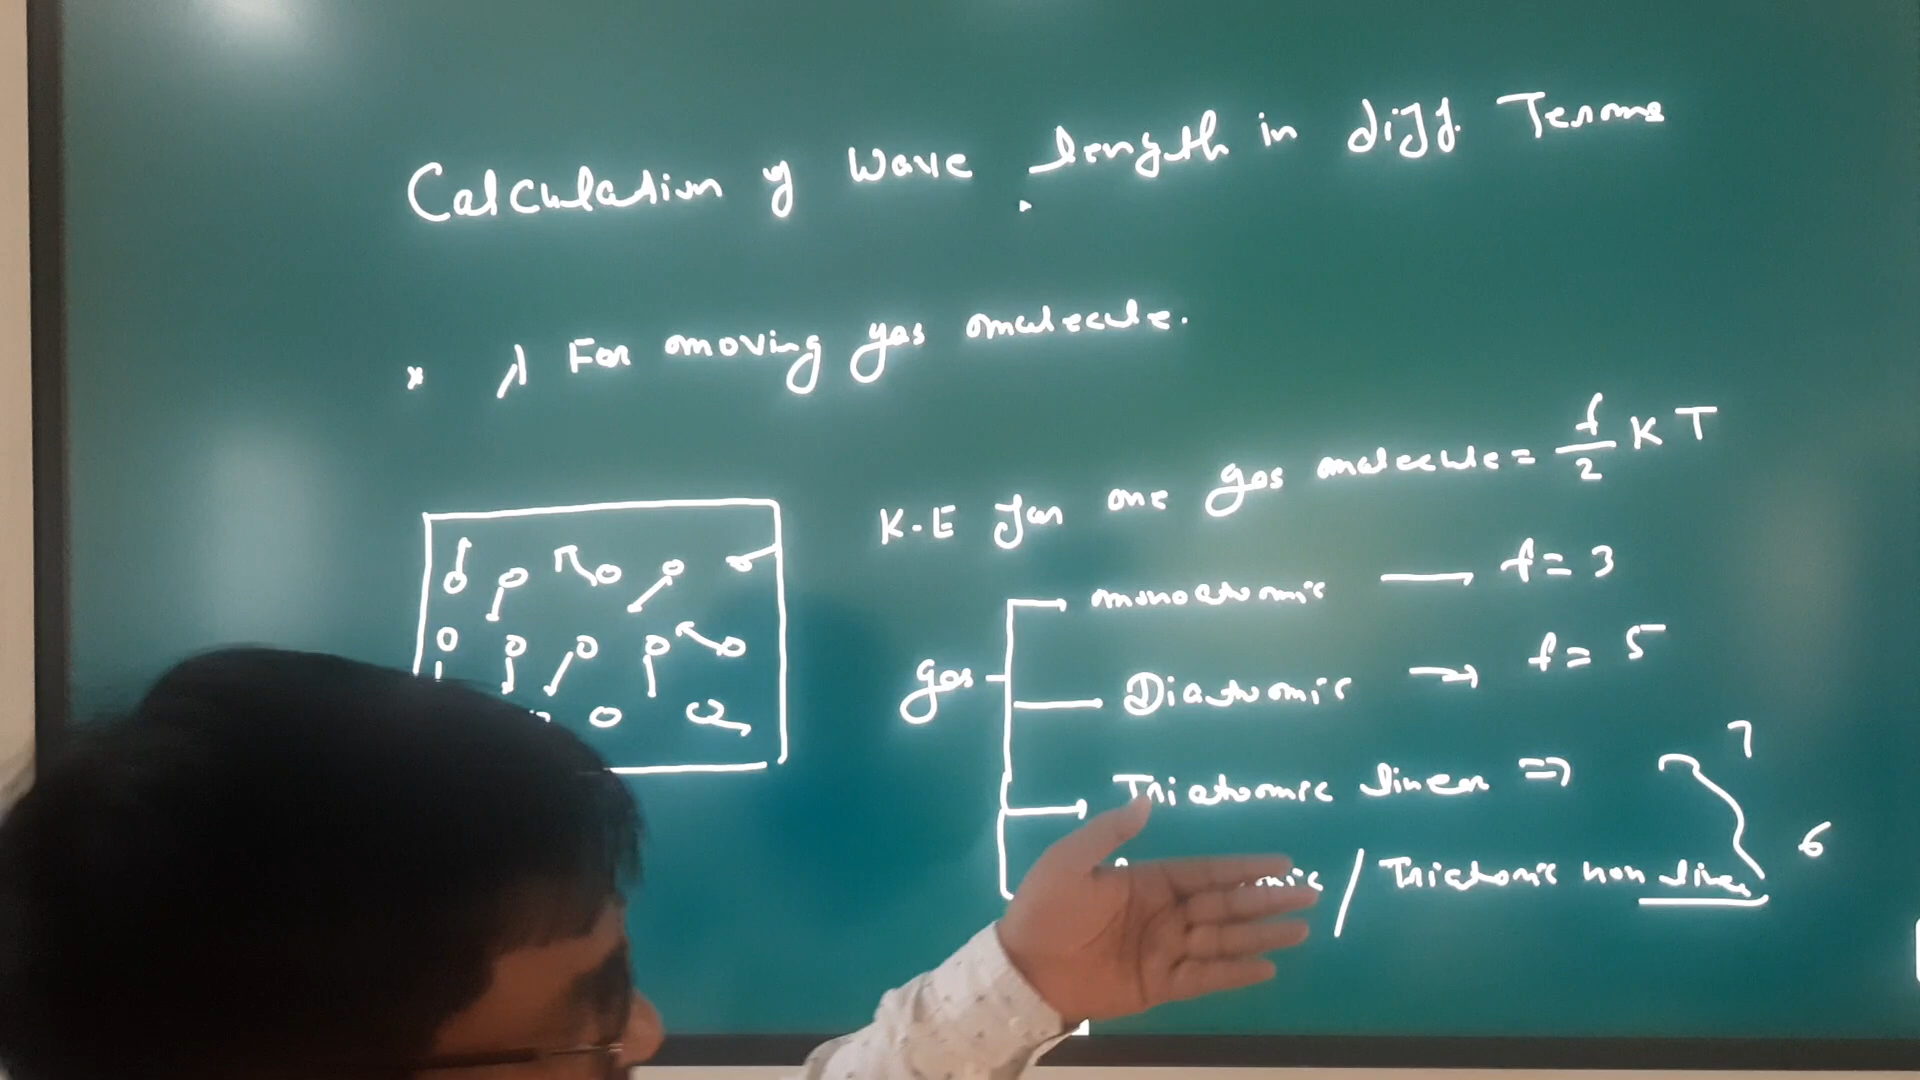 Calculation of Wave length in diff. Terms
* λ For moving gas molecule.
K.E for one gas molecule = f/2 KT
gas
monoatomic → f = 3
Diatomic → f = 5
Triatomic linear ⇒ 7
/ Triatomic non linear 6